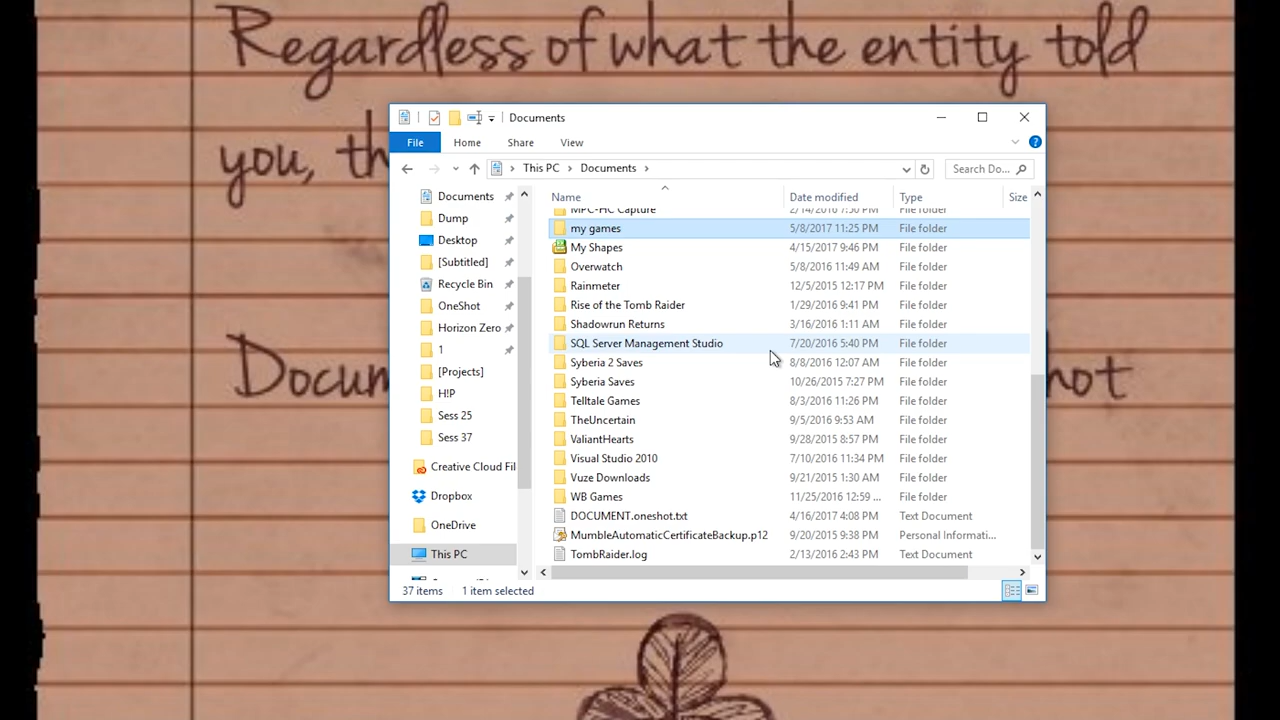 Regardless of what the entity told
you, th
Docum
hot
Documents
File
Home
Share
View
This PC
Documents
Search Do...
Name
Date modified
Type
Size
Documents
Dump
Desktop
[Subtitled]
Recycle Bin
OneShot
Horizon Zero
1
[Projects]
H!P
Sess 25
Sess 37
Creative Cloud Fil
Dropbox
OneDrive
This PC
MPC-HC Capture 2/14/2016 7:50 PM File folder
my games 5/8/2017 11:25 PM File folder
My Shapes 4/15/2017 9:46 PM File folder
Overwatch 5/8/2016 11:49 AM File folder
Rainmeter 12/5/2015 12:17 PM File folder
Rise of the Tomb Raider 1/29/2016 9:41 PM File folder
Shadowrun Returns 3/16/2016 1:11 AM File folder
SQL Server Management Studio 7/20/2016 5:40 PM File folder
Syberia 2 Saves 8/8/2016 12:07 AM File folder
Syberia Saves 10/26/2015 7:27 PM File folder
Telltale Games 8/3/2016 11:26 PM File folder
TheUncertain 9/5/2016 9:53 AM File folder
ValiantHearts 9/28/2015 8:57 PM File folder
Visual Studio 2010 7/10/2016 11:34 PM File folder
Vuze Downloads 9/21/2015 1:30 AM File folder
WB Games 11/25/2016 12:59 ... File folder
DOCUMENT.oneshot.txt 4/16/2017 4:08 PM Text Document
MumbleAutomaticCertificateBackup.p12 9/20/2015 9:38 PM Personal Informati...
TombRaider.log 2/13/2016 2:43 PM Text Document
37 items
1 item selected